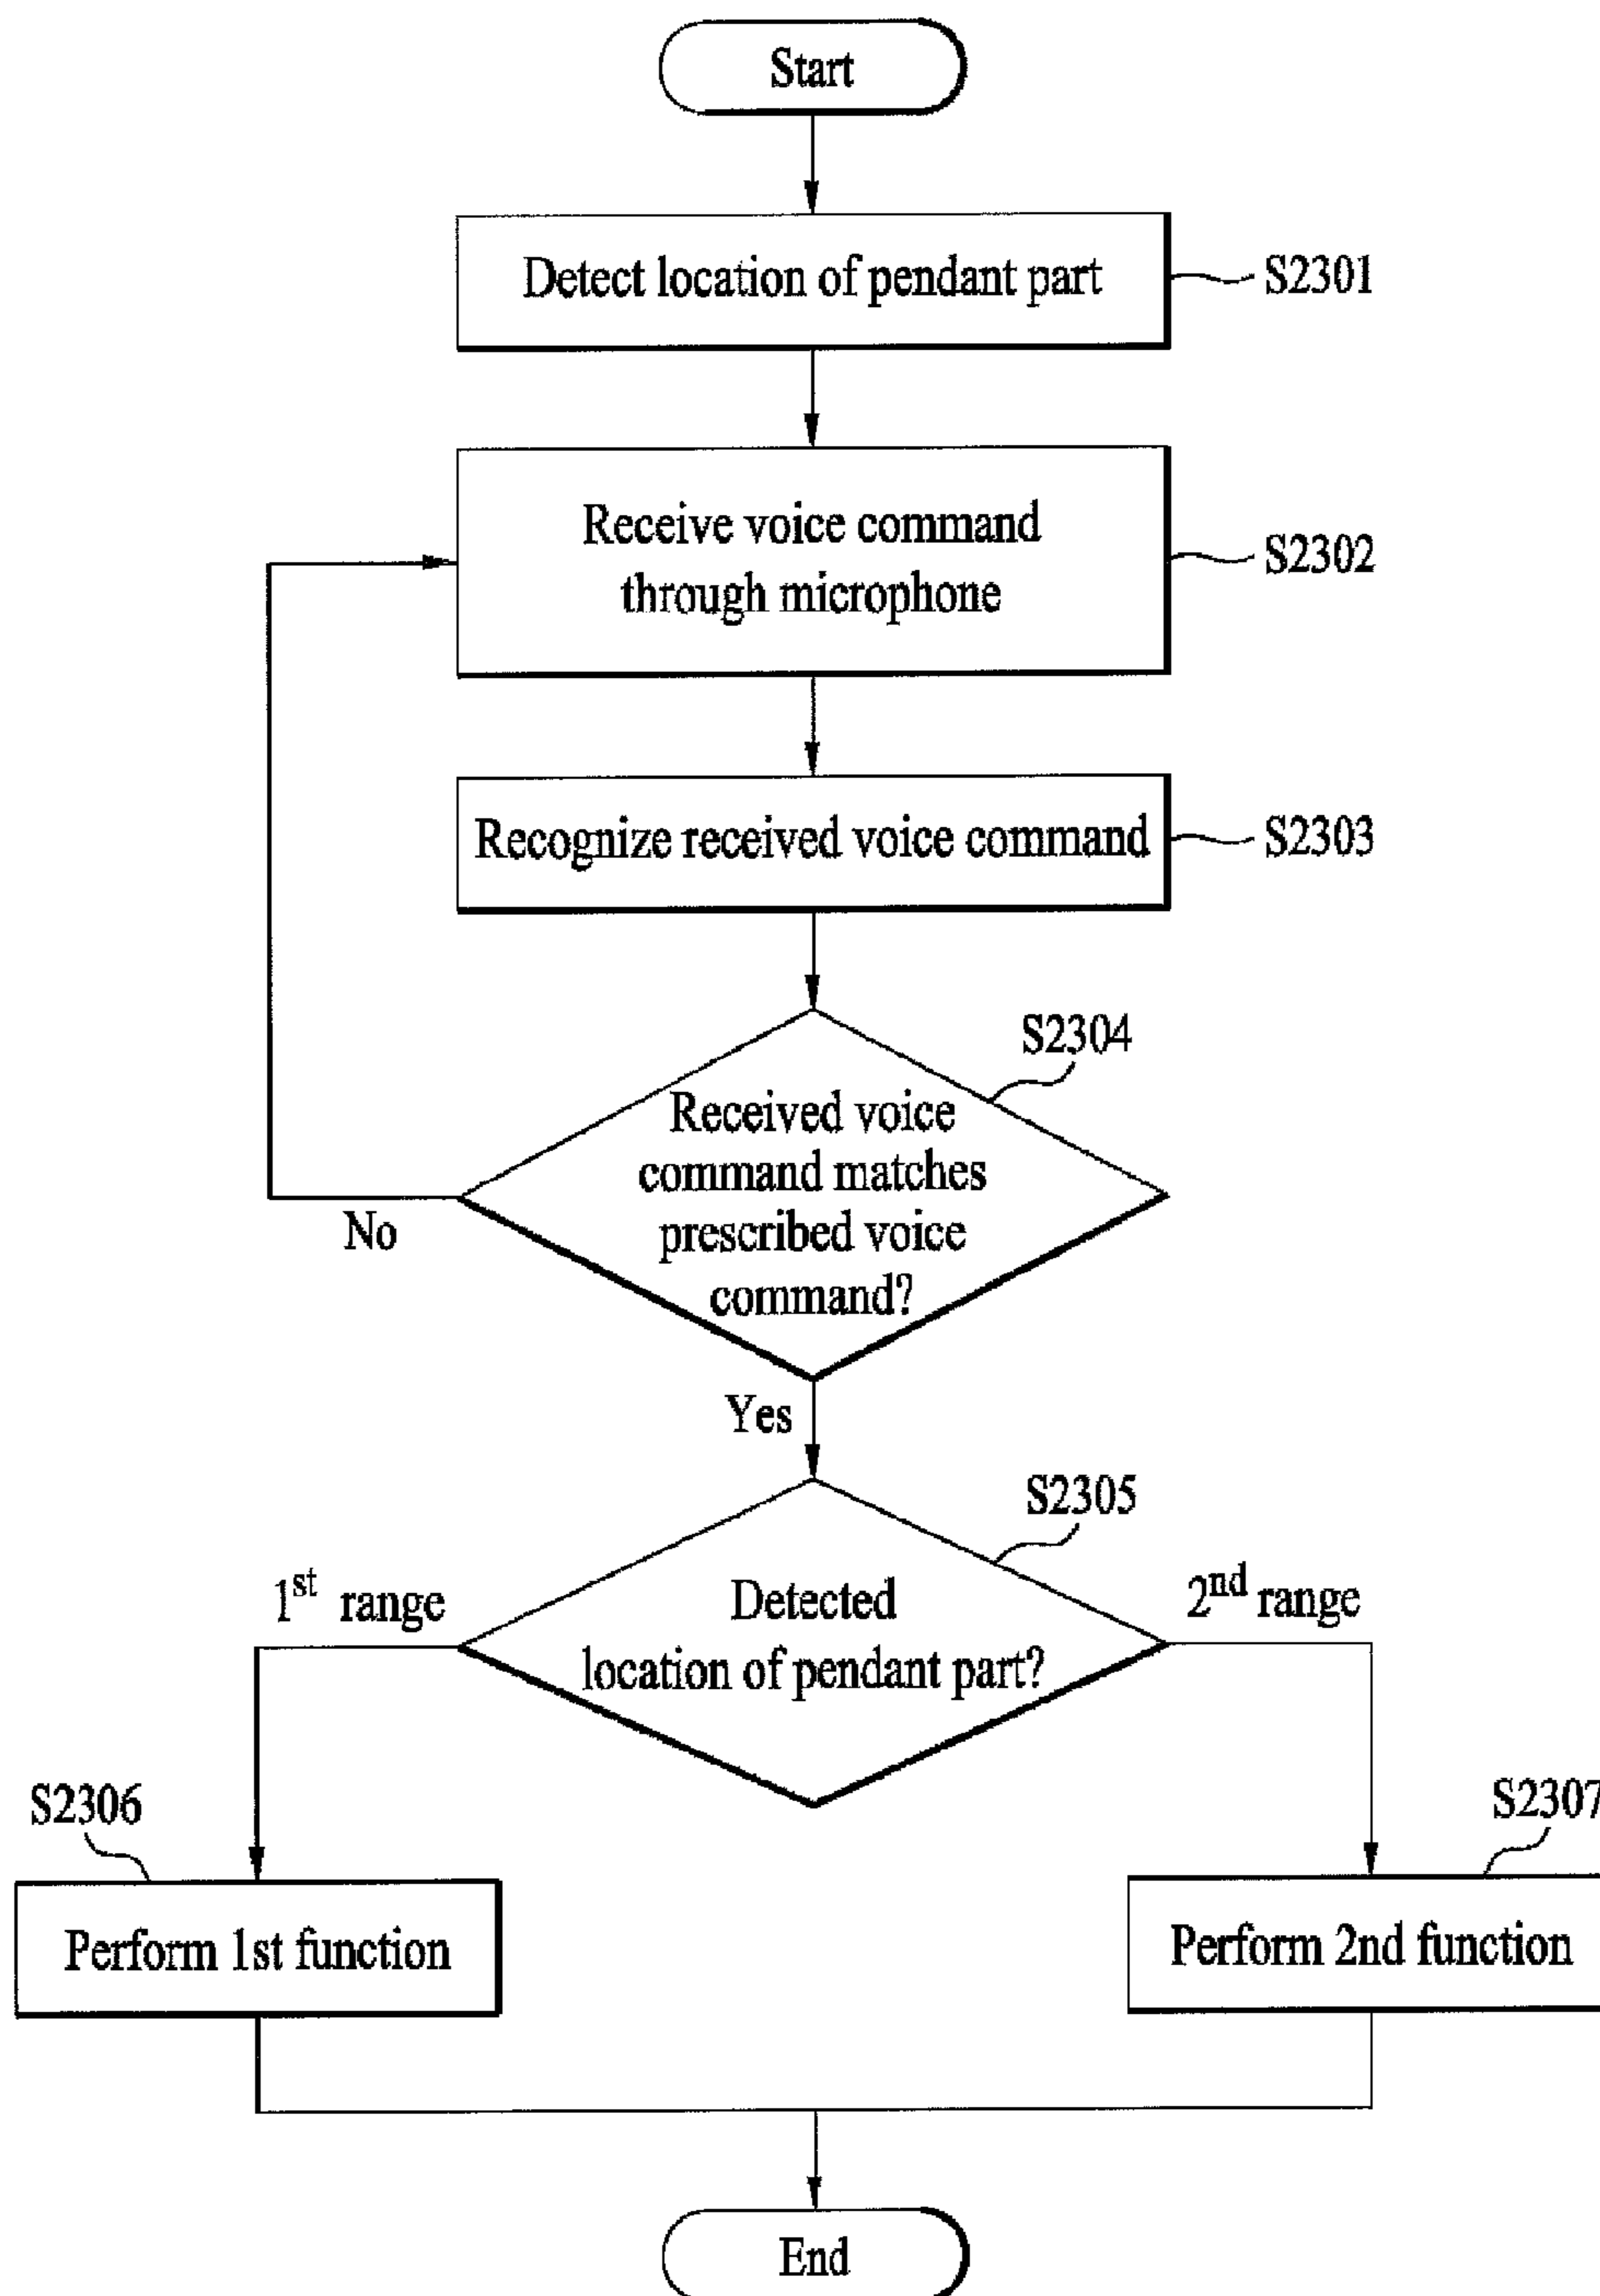 Start
Detect location of pendant part
S2301
Receive voice command
through microphone
S2302
Recognize received voice command
S2303
S2304
Received voice
command matches
prescribed voice
command?
No
Yes
S2305
1st range
Detected
location of pendant part?
2nd range
S2306
Perform 1st function
S2307
Perform 2nd function
End